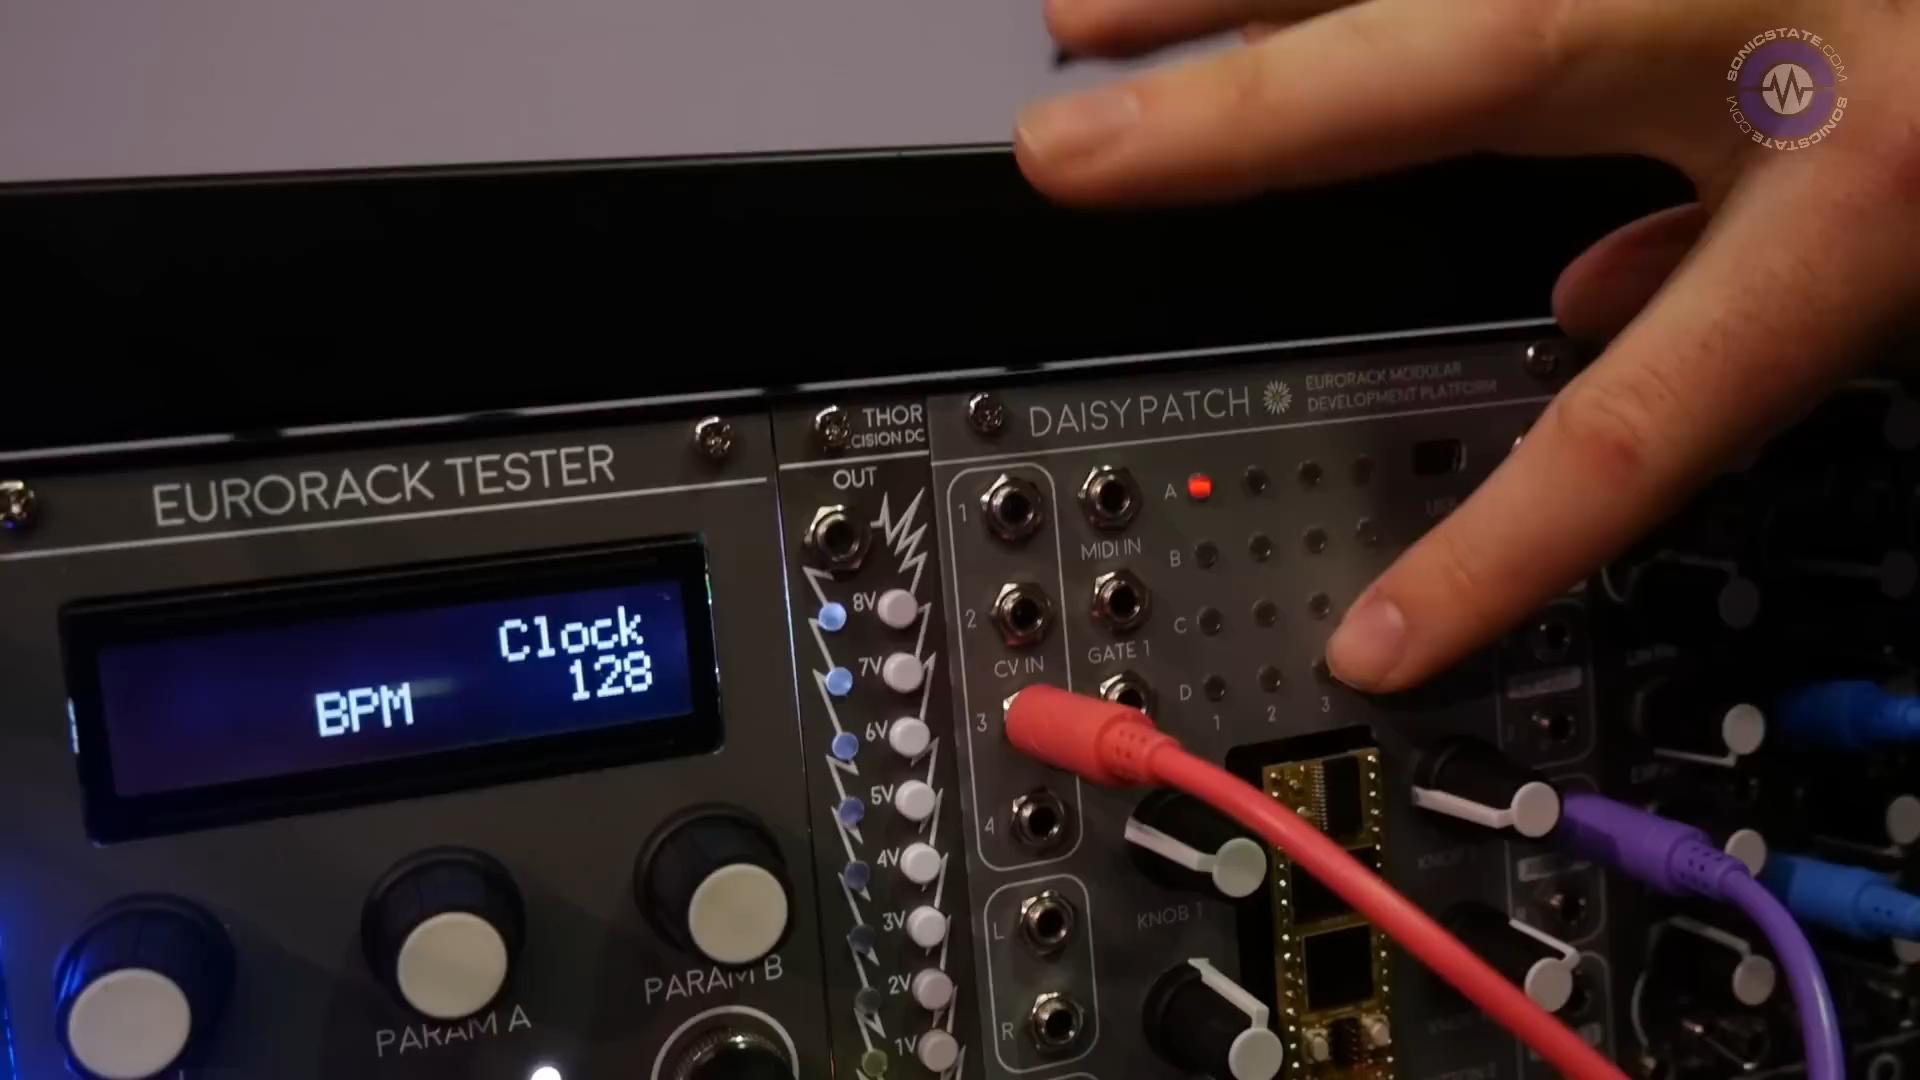 SONICSTATE.COM
SONICSTATE.COM
EURORACK TESTER
Clock
128
BPM
PARAM A
PARAM B
THOR
CISION DC
OUT
8V
7V
6V
5V
4V
3V
2V
1V
DAISY PATCH
EURORACK MODULAR
DEVELOPMENT PLATFORM
1
2
CV IN
3
4
L
R
MIDI IN
GATE 1
A
B
C
D
1
2
3
KNOB 1